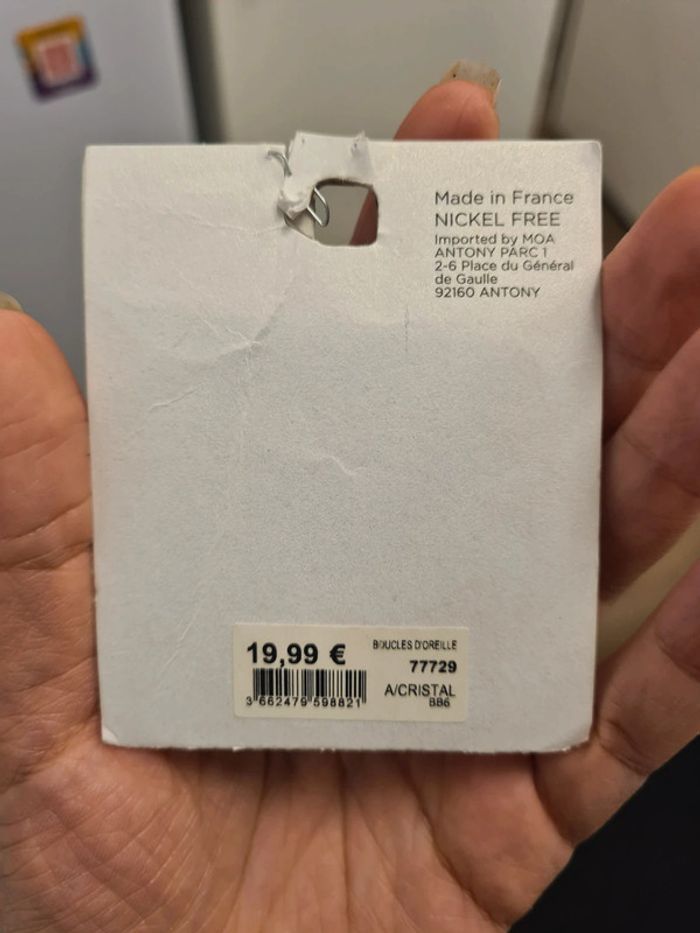 Made in France
NICKEL FREE
Imported by MOA
ANTONY PARC 1
2-6 Place du Général
de Gaulle
92160 ANTONY
19,99 €
BOUCLES D'OREILLE
77729
A/CRISTAL
BB6
3 662479 598821